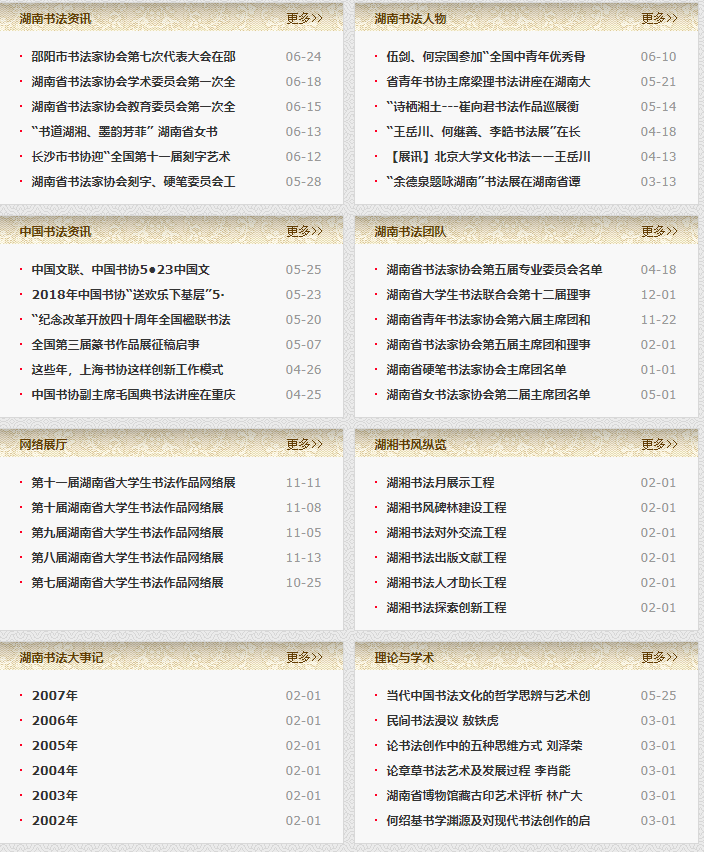 湖南书法资讯 更多>>
邵阳市书法家协会第七次代表大会在邵 06-24
湖南省书法家协会学术委员会第一次全 06-18
湖南省书法家协会教育委员会第一次全 06-15
“书道湖湘、墨韵芳菲” 湖南省女书 06-13
长沙市书协迎“全国第十一届刻字艺术 06-12
湖南省书法家协会刻字、硬笔委员会工 05-28
湖南书法人物 更多>>
伍剑、何宗国参加“全国中青年优秀骨 06-10
省青年书协主席梁理书法讲座在湖南大 05-21
“诗栖湘土---崔向君书法作品巡展衡 05-14
“王岳川、何继善、李皓书法展”在长 04-18
【展讯】北京大学文化书法——王岳川 04-13
“余德泉题咏湖南”书法展在湖南省谭 03-13
中国书法资讯 更多>>
中国文联、中国书协5•23中国文 05-25
2018年中国书协“送欢乐下基层”5· 05-23
“纪念改革开放四十周年全国楹联书法 05-20
全国第三届篆书作品展征稿启事 05-07
这些年，上海书协这样创新工作模式 04-26
中国书协副主席毛国典书法讲座在重庆 04-25
湖南书法团队 更多>>
湖南省书法家协会第五届专业委员会名单 04-18
湖南省大学生书法联合会第十二届理事 12-01
湖南省青年书法家协会第六届主席团和 11-22
湖南省书法家协会第五届主席团和理事 02-01
湖南省硬笔书法家协会主席团名单 01-01
湖南省女书法家协会第二届主席团名单 05-01
网络展厅 更多>>
第十一届湖南省大学生书法作品网络展 11-11
第十届湖南省大学生书法作品网络展 11-08
第九届湖南省大学生书法作品网络展 11-05
第八届湖南省大学生书法作品网络展 11-13
第七届湖南省大学生书法作品网络展 10-25
湖湘书风纵览 更多>>
湖湘书法月展示工程 02-01
湖湘书风碑林建设工程 02-01
湖湘书法对外交流工程 02-01
湖湘书法出版文献工程 02-01
湖湘书法人才助长工程 02-01
湖湘书法探索创新工程 02-01
湖南书法大事记 更多>>
2007年 02-01
2006年 02-01
2005年 02-01
2004年 02-01
2003年 02-01
2002年 02-01
理论与学术 更多>>
当代中国书法文化的哲学思辨与艺术创 05-25
民间书法漫议 敖铁虎 03-01
论书法创作中的五种思维方式 刘泽荣 03-01
论章草书法艺术及发展过程 李肖能 03-01
湖南省博物馆藏古印艺术评析 林广大 03-01
何绍基书学渊源及对现代书法创作的启 03-01